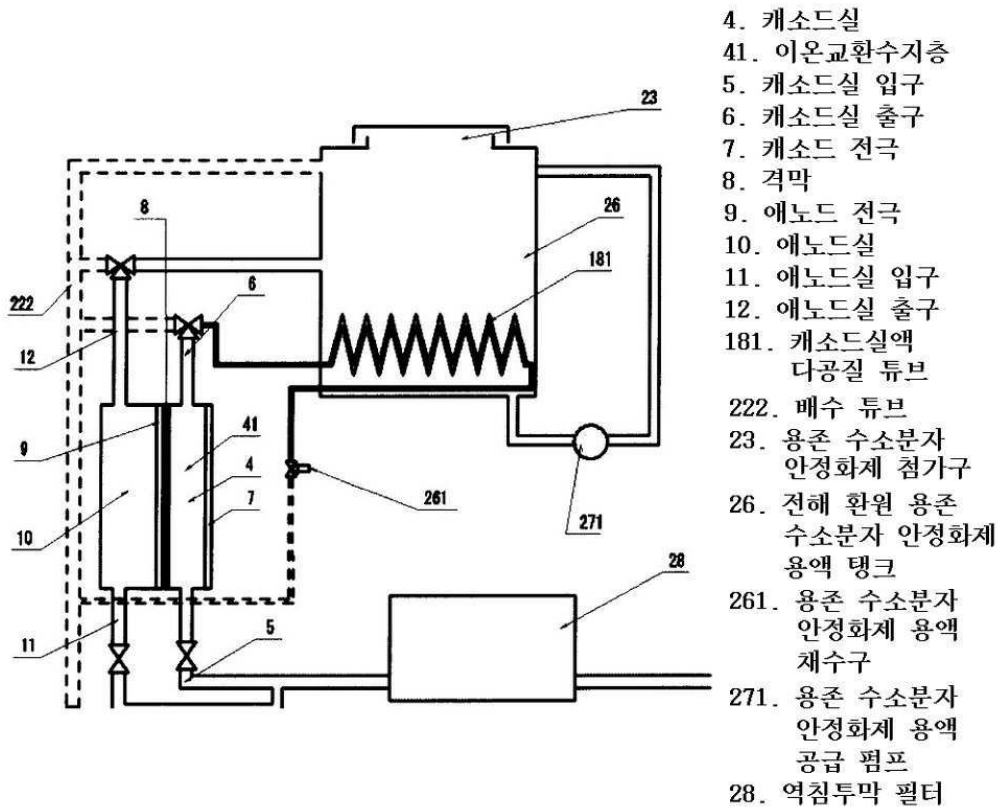 4. 캐소드실
41. 이온교환수지층
5. 캐소드실 입구
6. 캐소드실 출구
7. 캐소드 전극
8. 격막
9. 애노드 전극
10. 애노드실
11. 애노드실 입구
12. 애노드실 출구
181. 캐소드실액
다공질 튜브
222. 배수 튜브
23. 용존 수소분자
안정화제 첨가구
26. 전해 환원 용존
수소분자 안정화제
용액 탱크
261. 용존 수소분자
안정화제 용액
채수구
271. 용존 수소분자
안정화제 용액
공급 펌프
28. 역침투막 필터
23
8
26
181
6
222
12
9
41
4
7
10
261
271
28
11
5